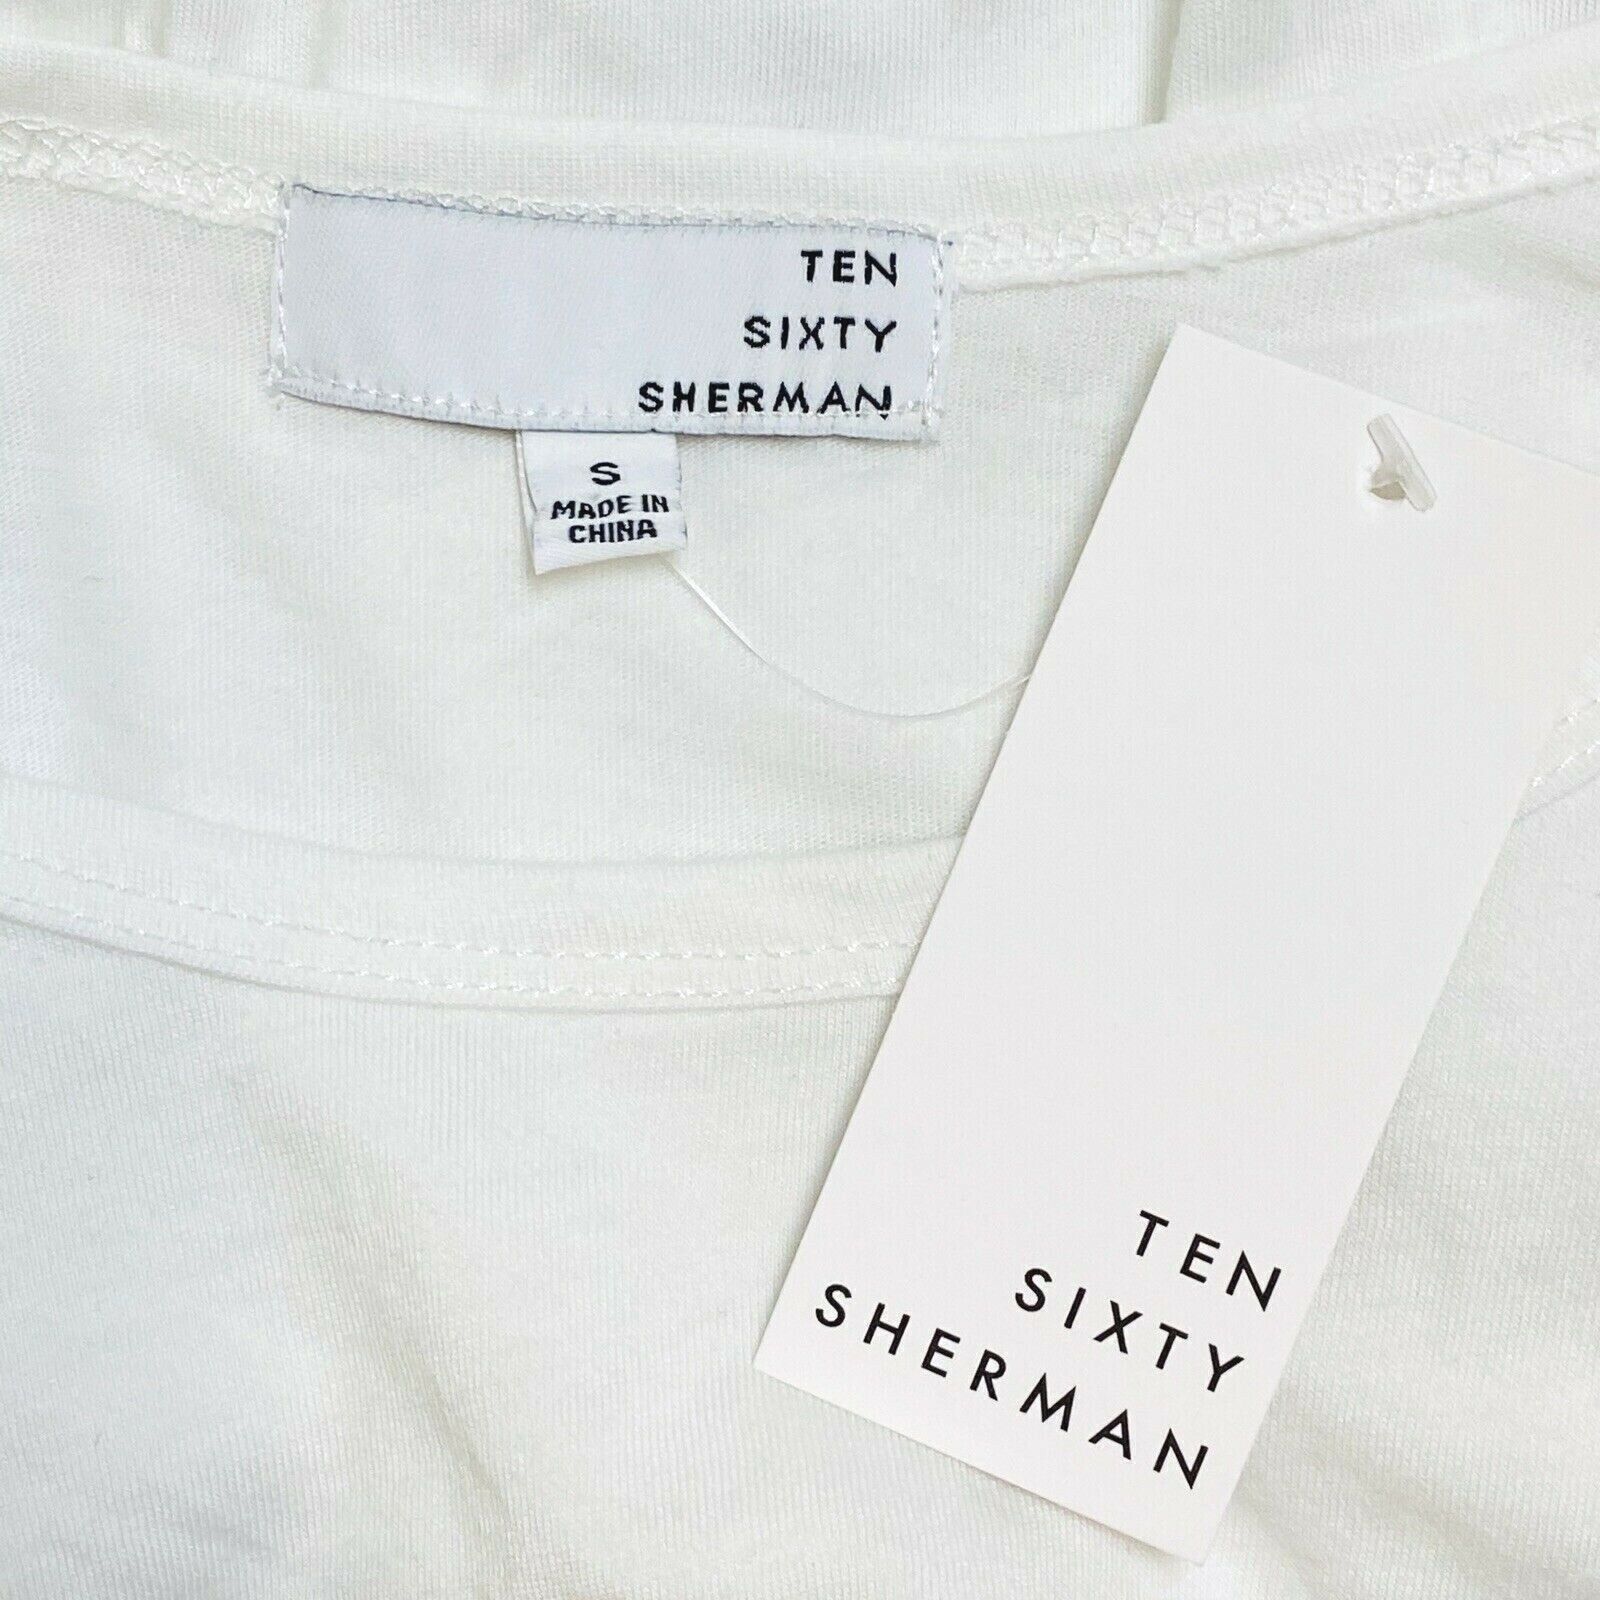 TEN
SIXTY
SHERMAN
S
MADE IN
CHINA
TEN
SIXTY
SHERMAN